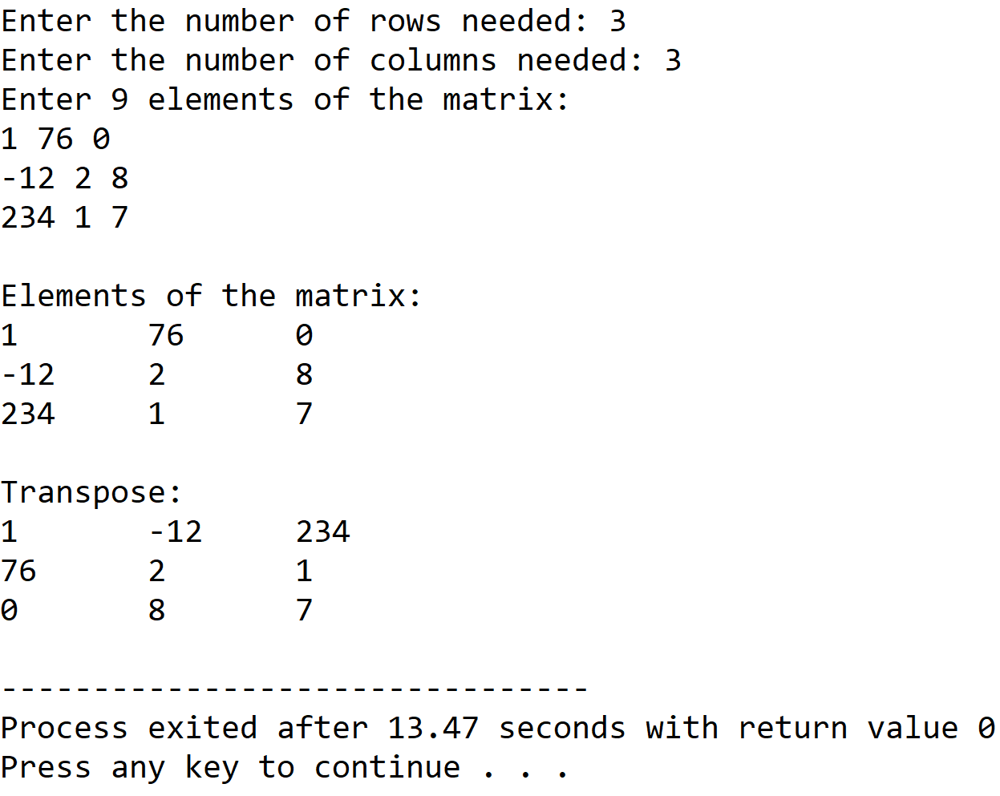 Enter the number of rows needed: 3
Enter the number of columns needed: 3
Enter 9 elements of the matrix:
1 76 0
-12 2 8
234 1 7

Elements of the matrix:
1       76      0
-12     2       8
234     1       7

Transpose:
1       -12     234
76      2       1
0       8       7

--------------------------------
Process exited after 13.47 seconds with return value 0
Press any key to continue . . .